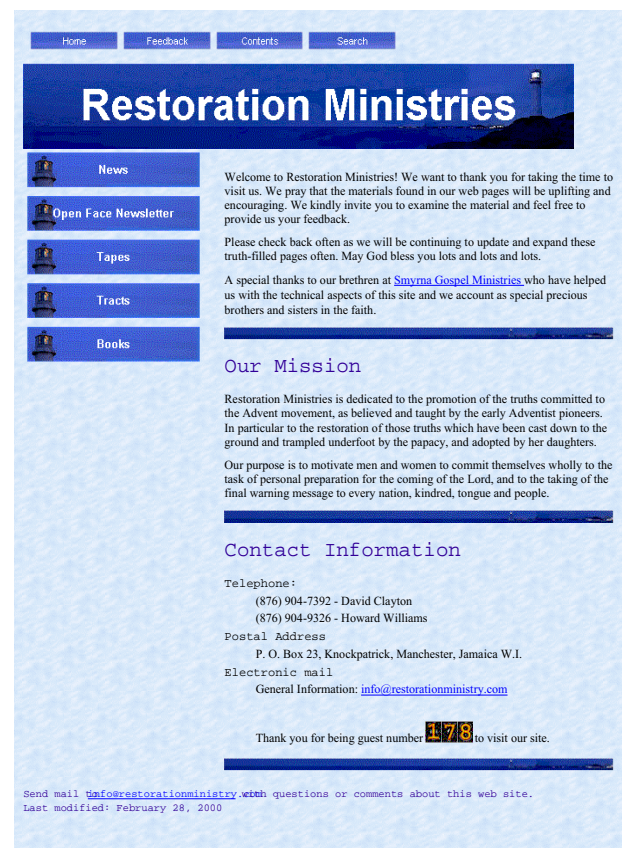 Home Feedback Contents Search
Restoration Ministries
News
Open Face Newsletter
Tapes
Tracts
Books
Welcome to Restoration Ministries! We want to thank you for taking the time to
visit us. We pray that the materials found in our web pages will be uplifting and
encouraging. We kindly invite you to examine the material and feel free to
provide us your feedback.
Please check back often as we will be continuing to update and expand these
truth-filled pages often. May God bless you lots and lots and lots.
A special thanks to our brethren at Smyrna Gospel Ministries who have helped
us with the technical aspects of this site and we account as special precious
brothers and sisters in the faith.
Our Mission
Restoration Ministries is dedicated to the promotion of the truths committed to
the Advent movement, as believed and taught by the early Adventist pioneers.
In particular to the restoration of those truths which have been cast down to the
ground and trampled underfoot by the papacy, and adopted by her daughters.
Our purpose is to motivate men and women to commit themselves wholly to the
task of personal preparation for the coming of the Lord, and to the taking of the
final warning message to every nation, kindred, tongue and people.
Contact Information
Telephone:
(876) 904-7392 - David Clayton
(876) 904-9326 - Howard Williams
Postal Address
P. O. Box 23, Knockpatrick, Manchester, Jamaica W.I.
Electronic mail
General Information: info@restorationministry.com
Thank you for being guest number 178 to visit our site.
Send mail to info@restorationministry.com with questions or comments about this web site.
Last modified: February 28, 2000